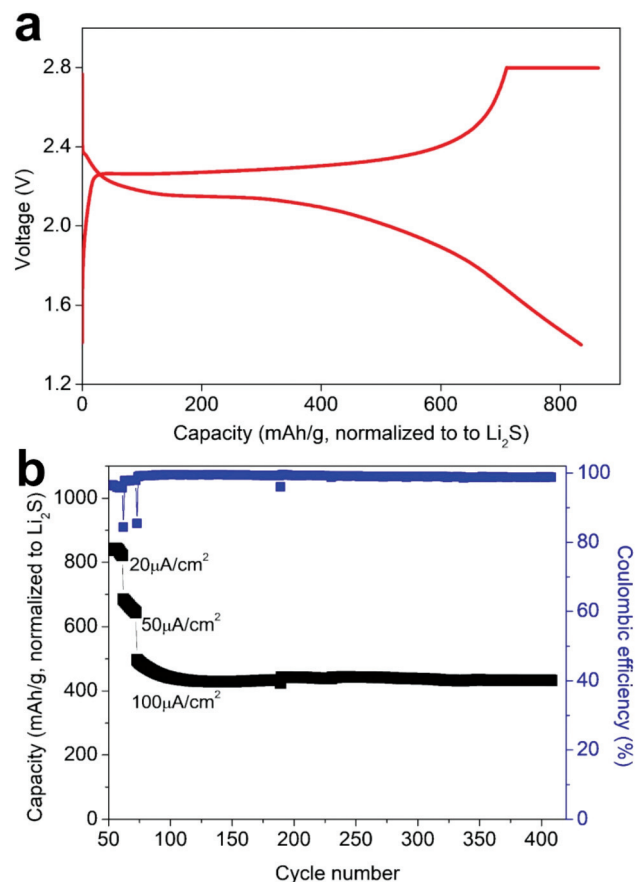 a
2.8
2.4
2.0
1.6
1.2
Voltage (V)
0 200 400 600 800
Capacity (mAh/g, normalized to to Li₂S)
b
1000
800
600
400
200
0
Capacity (mAh/g, normalized to Li₂S)
20μA/cm²
50μA/cm²
100μA/cm²
100
80
60
40
20
0
Coulombic efficiency (%)
50 100 150 200 250 300 350 400
Cycle number